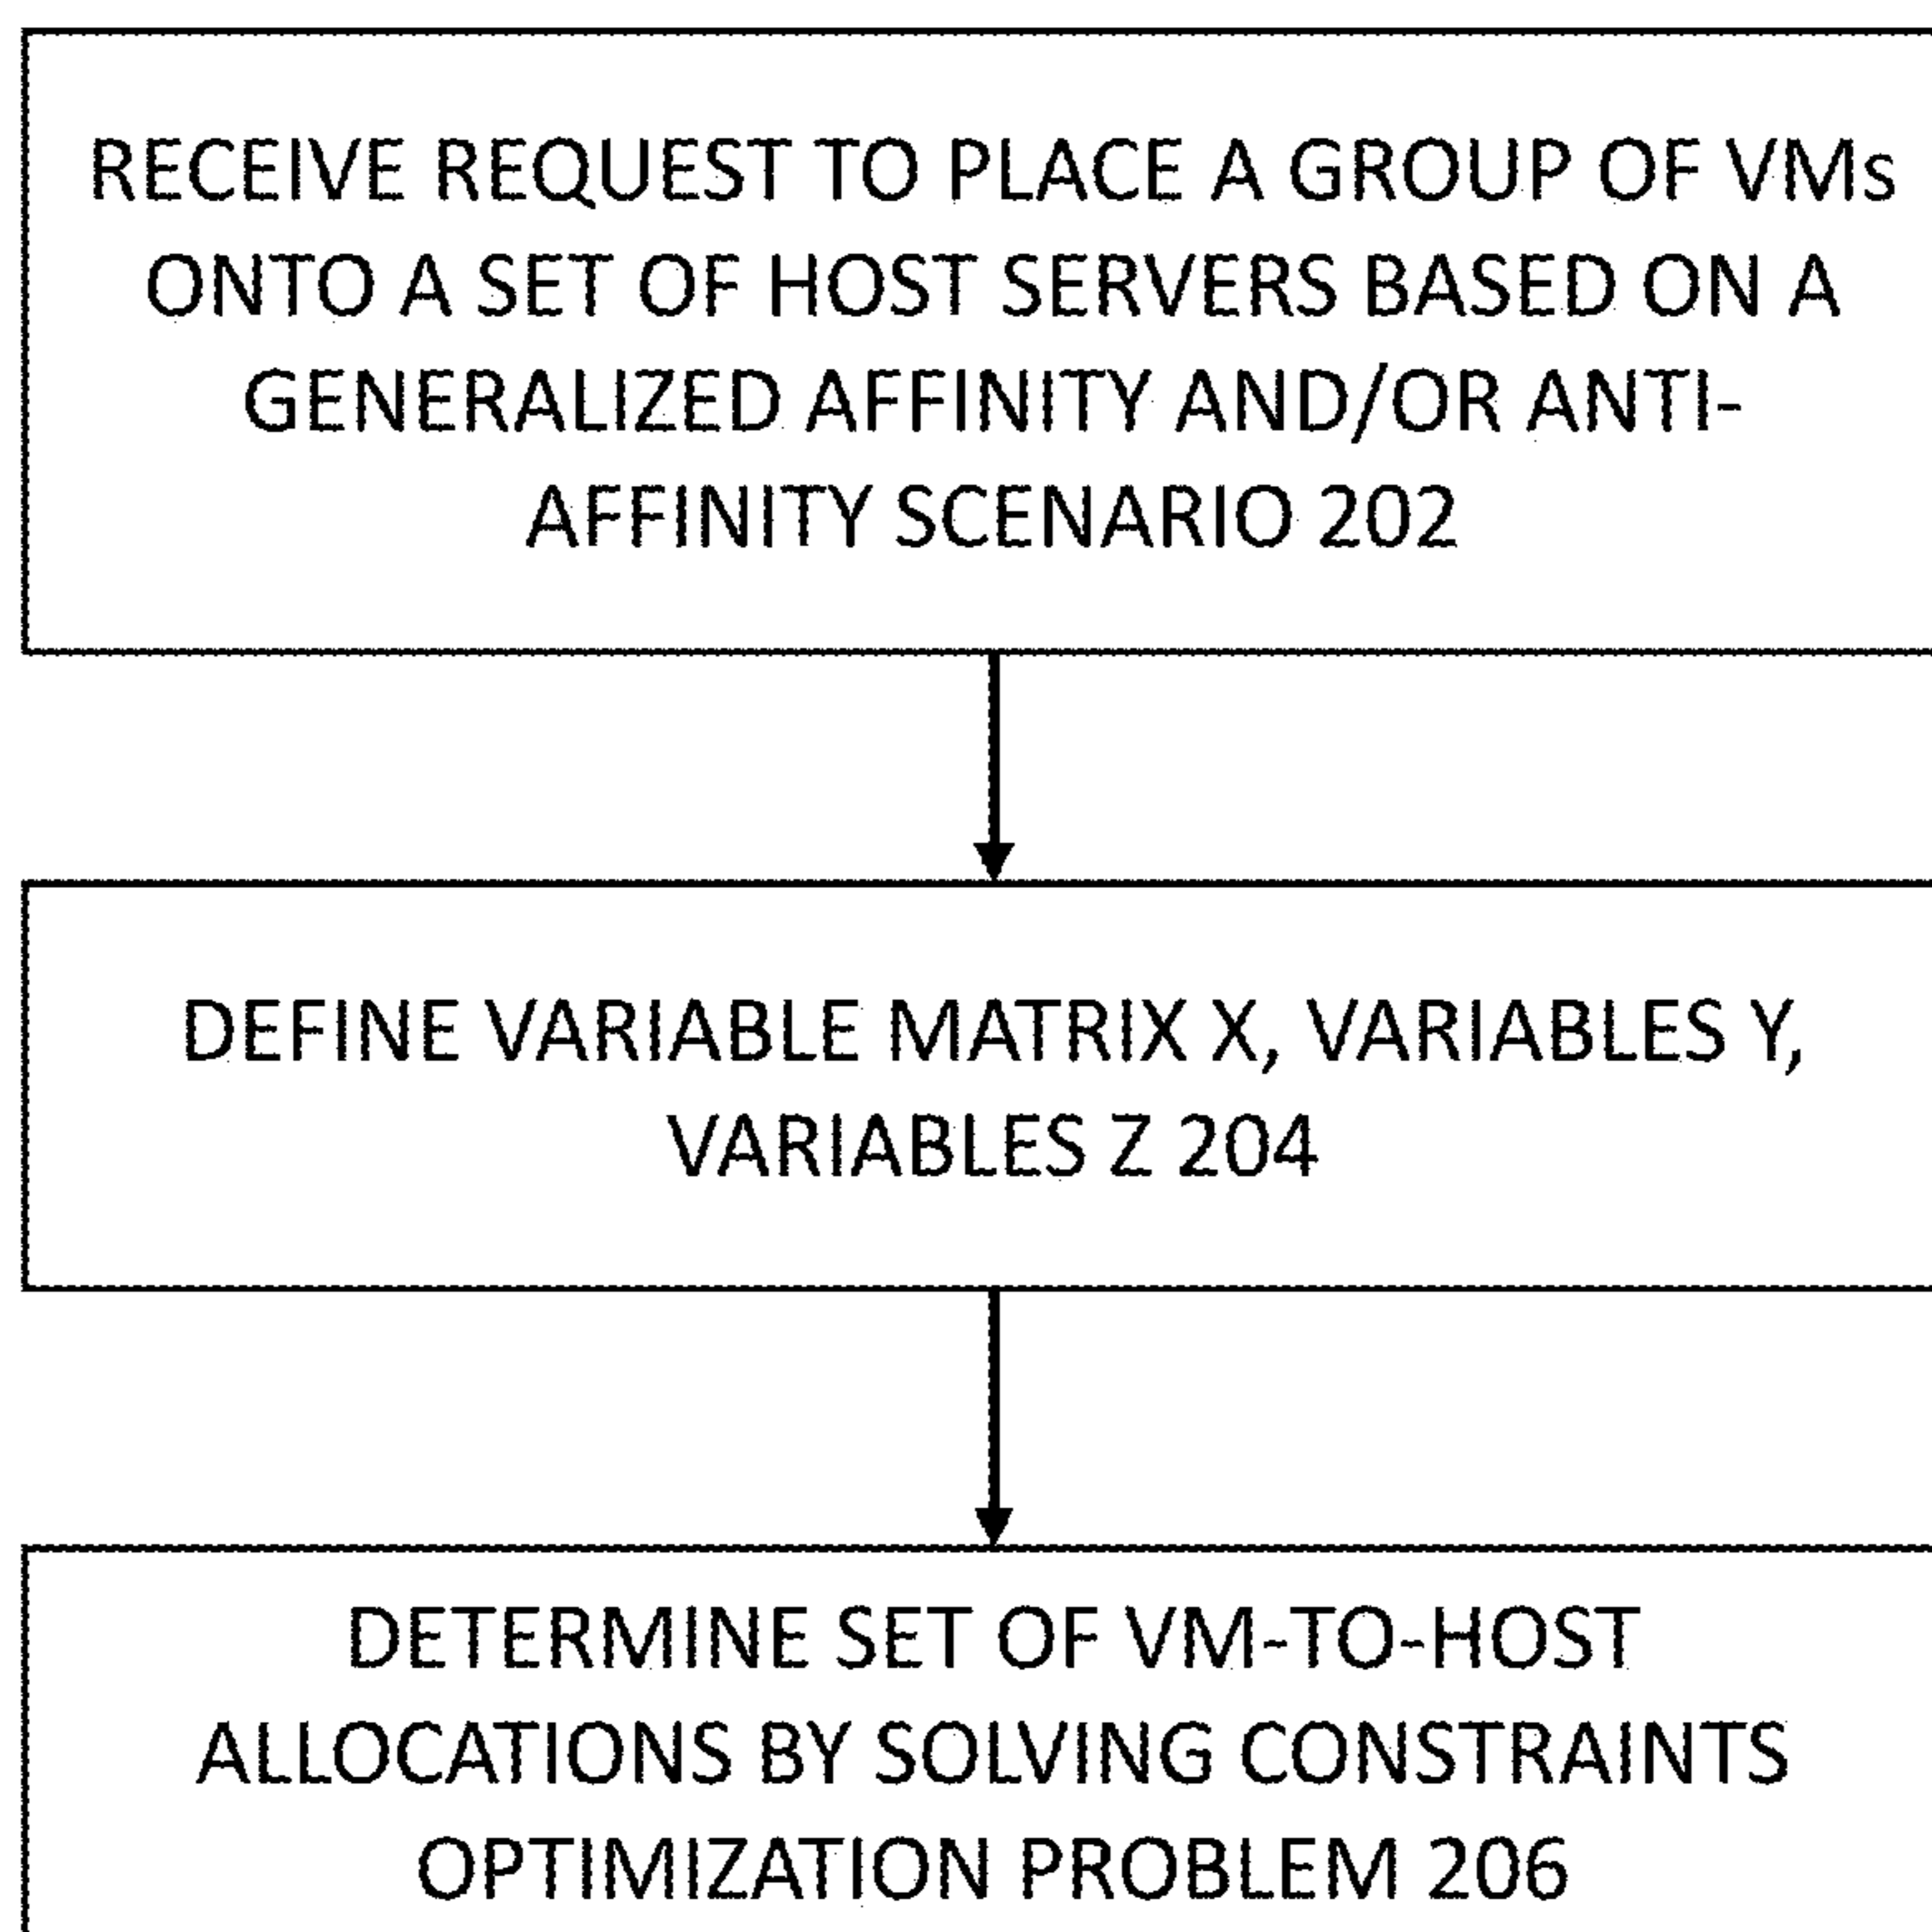 RECEIVE REQUEST TO PLACE A GROUP OF VMs
ONTO A SET OF HOST SERVERS BASED ON A
GENERALIZED AFFINITY AND/OR ANTI-
AFFINITY SCENARIO 202
DEFINE VARIABLE MATRIX X, VARIABLES Y,
VARIABLES Z 204
DETERMINE SET OF VM-TO-HOST
ALLOCATIONS BY SOLVING CONSTRAINTS
OPTIMIZATION PROBLEM 206